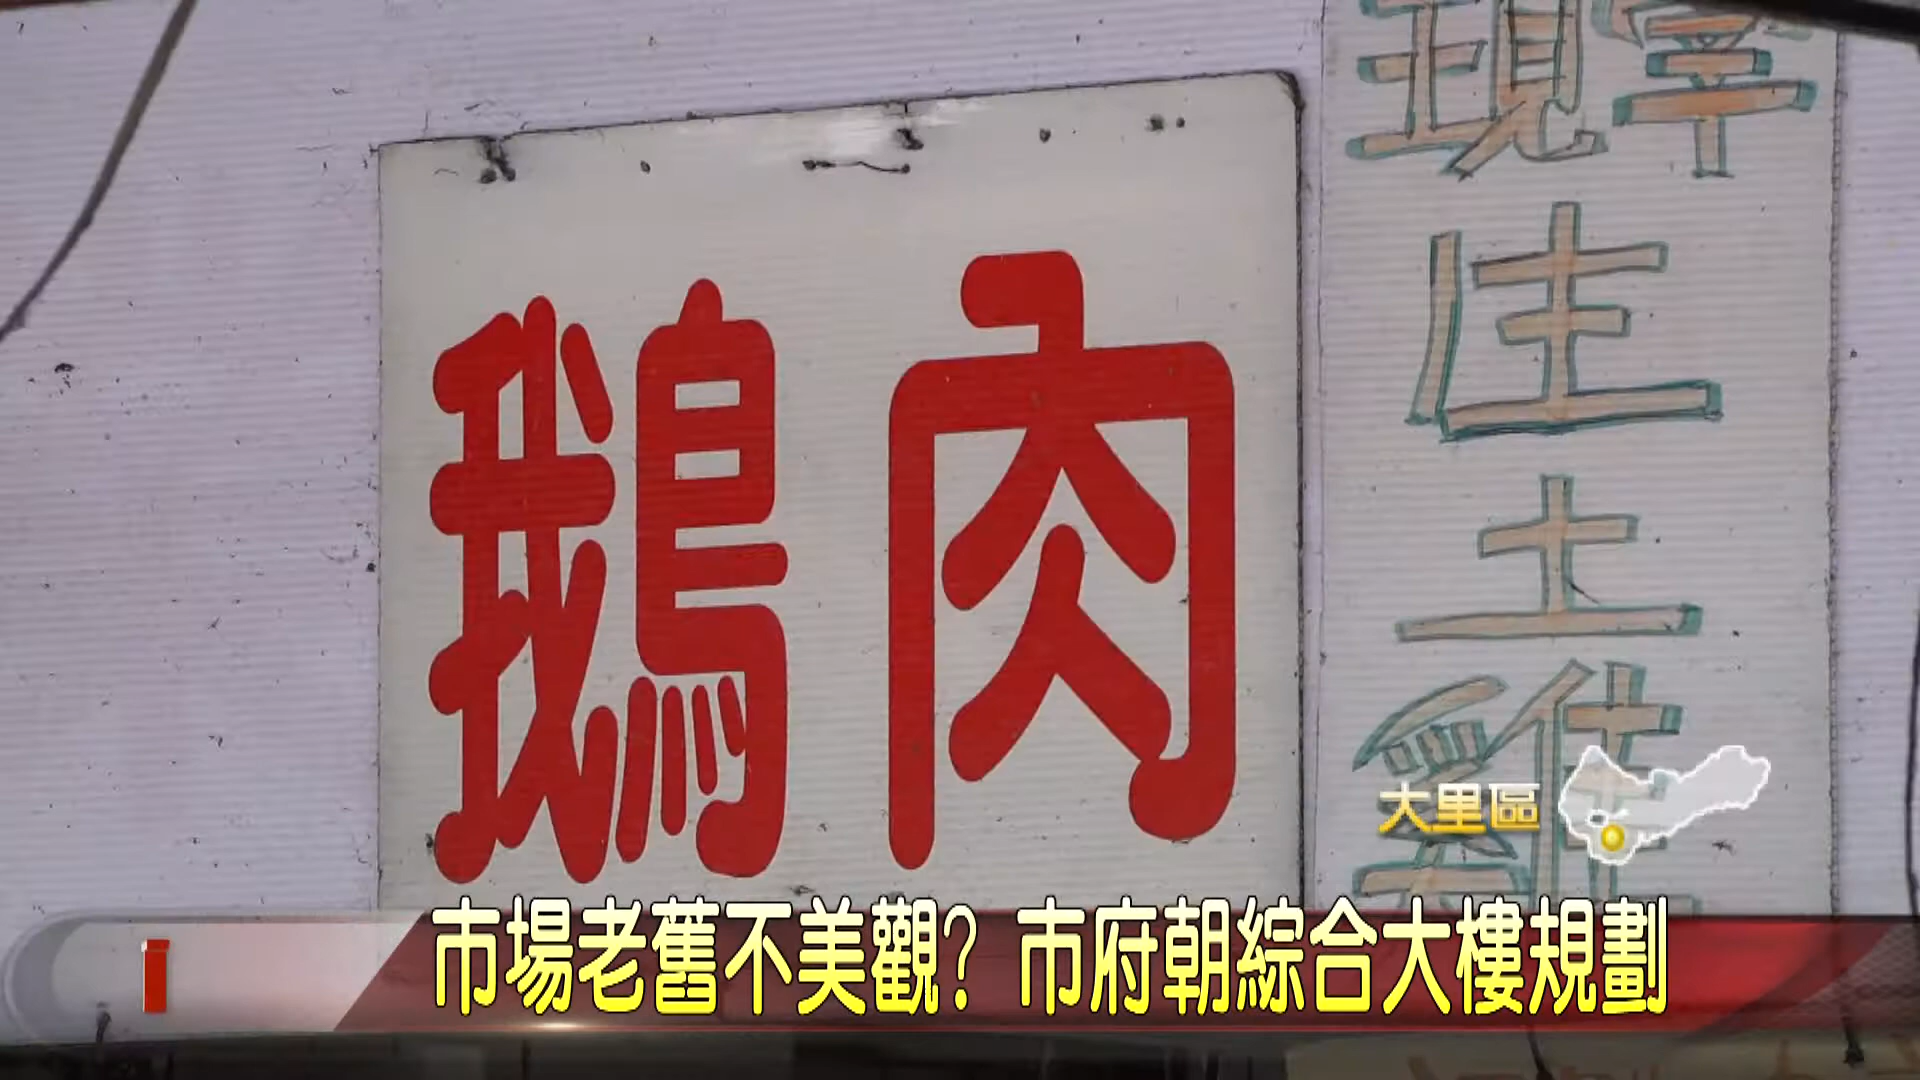 鵝肉
現宰
生土雞
大里區
市場老舊不美觀? 市府朝綜合大樓規劃